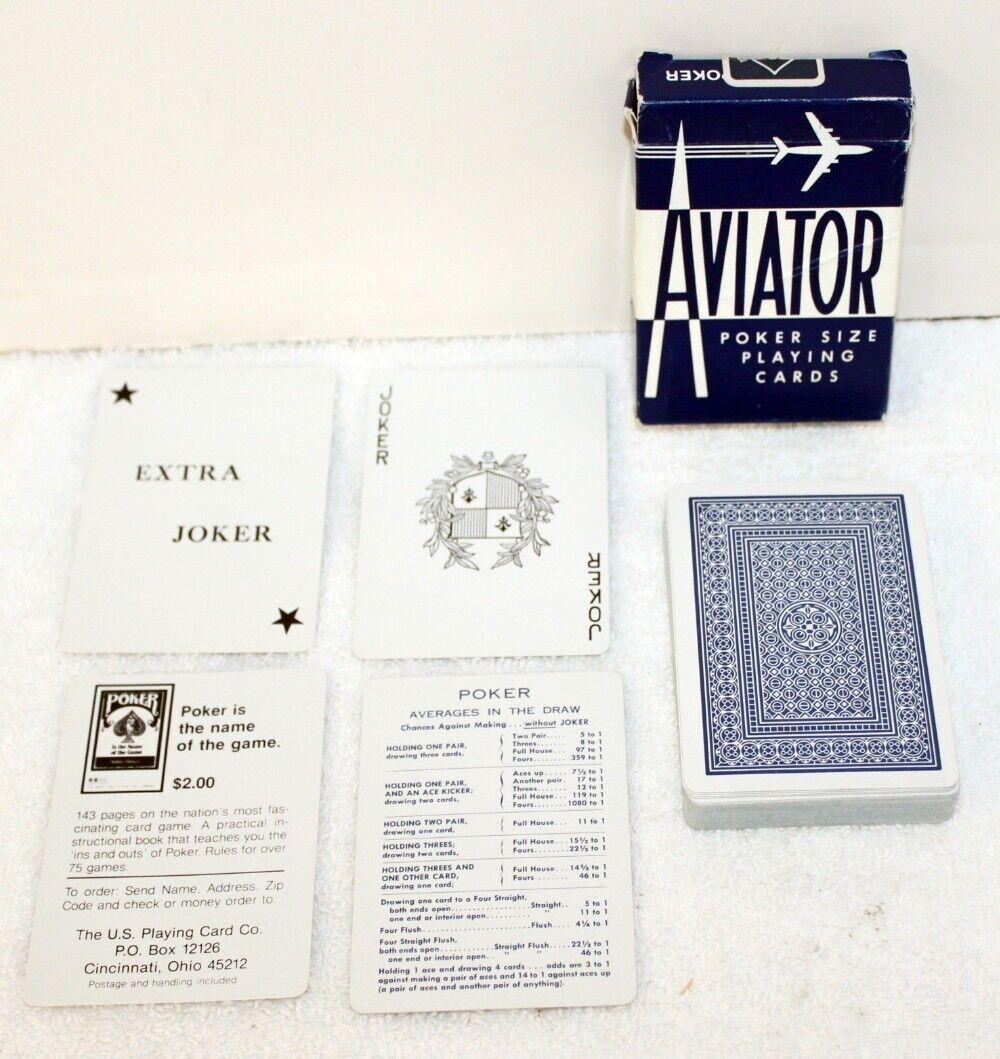 POKER
AVIATOR
POKER SIZE
PLAYING
CARDS
EXTRA
JOKER
JOKER
JOKER
POKER
Is the Name
of the Game
Poker is
the name
of the game.
$2.00
143 pages on the nation's most fas-
cinating card game. A practical in-
structional book that teaches you the
'ins and outs' of Poker. Rules for over
75 games.
To order: Send Name, Address, Zip
Code and check or money order to
The U.S. Playing Card Co.
P.O. Box 12126
Cincinnati, Ohio 45212
Postage and handling included
POKER
AVERAGES IN THE DRAW
Chances Against Making . . . without JOKER
HOLDING ONE PAIR,
drawing three cards,
Two Pair..... 5 to 1
Threes....... 8 to 1
Full House... 97 to 1
Fours....... 359 to 1
HOLDING ONE PAIR,
AND AN ACE KICKER;
drawing two cards,
Aces up..... 7½ to 1
Another pair. 17 to 1
Threes....... 12 to 1
Full House... 119 to 1
Fours........1080 to 1
HOLDING TWO PAIR,
drawing one card,
Full House... 11 to 1
HOLDING THREES;
drawing two cards,
Full House...15½ to 1
Fours........22½ to 1
HOLDING THREES AND
ONE OTHER CARD,
drawing one card;
Full House...14⅔ to 1
Fours ....... 46 to 1
Drawing one card to a Four Straight,
both ends open...................Straight.. 5 to 1
one end or interior open.......... " 11 to 1
Four Flush........................Flush.... 4¼ to 1
Four Straight Flush,
both ends open............ Straight Flush.....22½ to 1
one end or interior open.. " " 46 to 1
Holding 1 ace and drawing 4 cards . . . odds are 3 to 1
against making a pair of aces and 14 to 1 against aces up
(a pair of aces and another pair of anything).